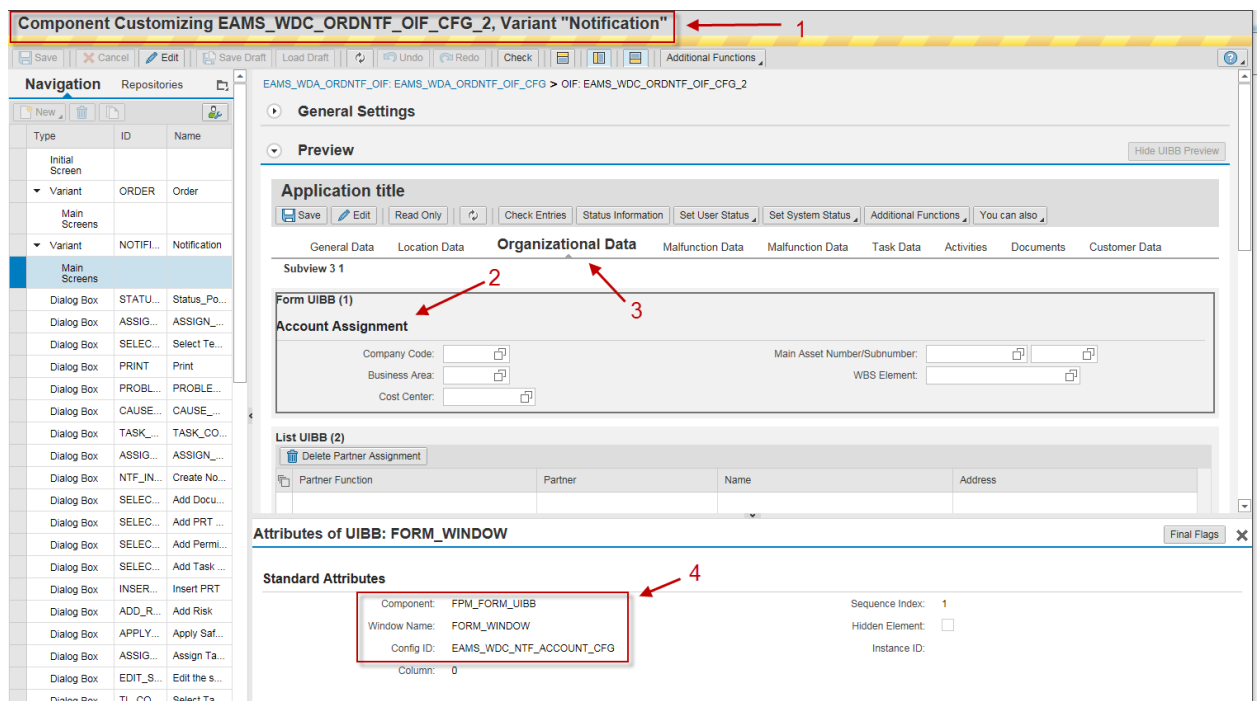 Component Customizing EAMS_WDC_ORDNTF_OIF_CFG_2, Variant "Notification"
1
Save Cancel Edit Save Draft Load Draft Undo Redo Check Additional Functions
Navigation Repositories
New
Type ID Name
Initial Screen
Variant ORDER Order
Main Screens
Variant NOTIFI... Notification
Main Screens
Dialog Box STATU... Status_Po...
Dialog Box ASSIG... ASSIGN_...
Dialog Box SELEC... Select Te...
Dialog Box PRINT Print
Dialog Box PROBL... PROBLE...
Dialog Box CAUSE... CAUSE_...
Dialog Box TASK_... TASK_CO...
Dialog Box ASSIG... ASSIGN_...
Dialog Box NTF_IN... Create No...
Dialog Box SELEC... Add Docu...
Dialog Box SELEC... Add PRT ...
Dialog Box SELEC... Add Permi...
Dialog Box SELEC... Add Task ...
Dialog Box INSER... Insert PRT
Dialog Box ADD_R... Add Risk
Dialog Box APPLY... Apply Saf...
Dialog Box ASSIG... Assign Ta...
Dialog Box EDIT_S... Edit the s...
Dialog Box TL_CO... Select Ta...
EAMS_WDA_ORDNTF_OIF: EAMS_WDA_ORDNTF_OIF_CFG > OIF: EAMS_WDC_ORDNTF_OIF_CFG_2
General Settings
Preview Hide UIBB Preview
Application title
Save Edit Read Only Check Entries Status Information Set User Status Set System Status Additional Functions You can also
General Data Location Data Organizational Data Malfunction Data Malfunction Data Task Data Activities Documents Customer Data
Subview 3 1
2
3
Form UIBB (1)
Account Assignment
Company Code: Main Asset Number/Subnumber:
Business Area: WBS Element:
Cost Center:
List UIBB (2)
Delete Partner Assignment
Partner Function Partner Name Address
Attributes of UIBB: FORM_WINDOW Final Flags
Standard Attributes
4
Component: FPM_FORM_UIBB Sequence Index: 1
Window Name: FORM_WINDOW Hidden Element:
Config ID: EAMS_WDC_NTF_ACCOUNT_CFG Instance ID:
Column: 0